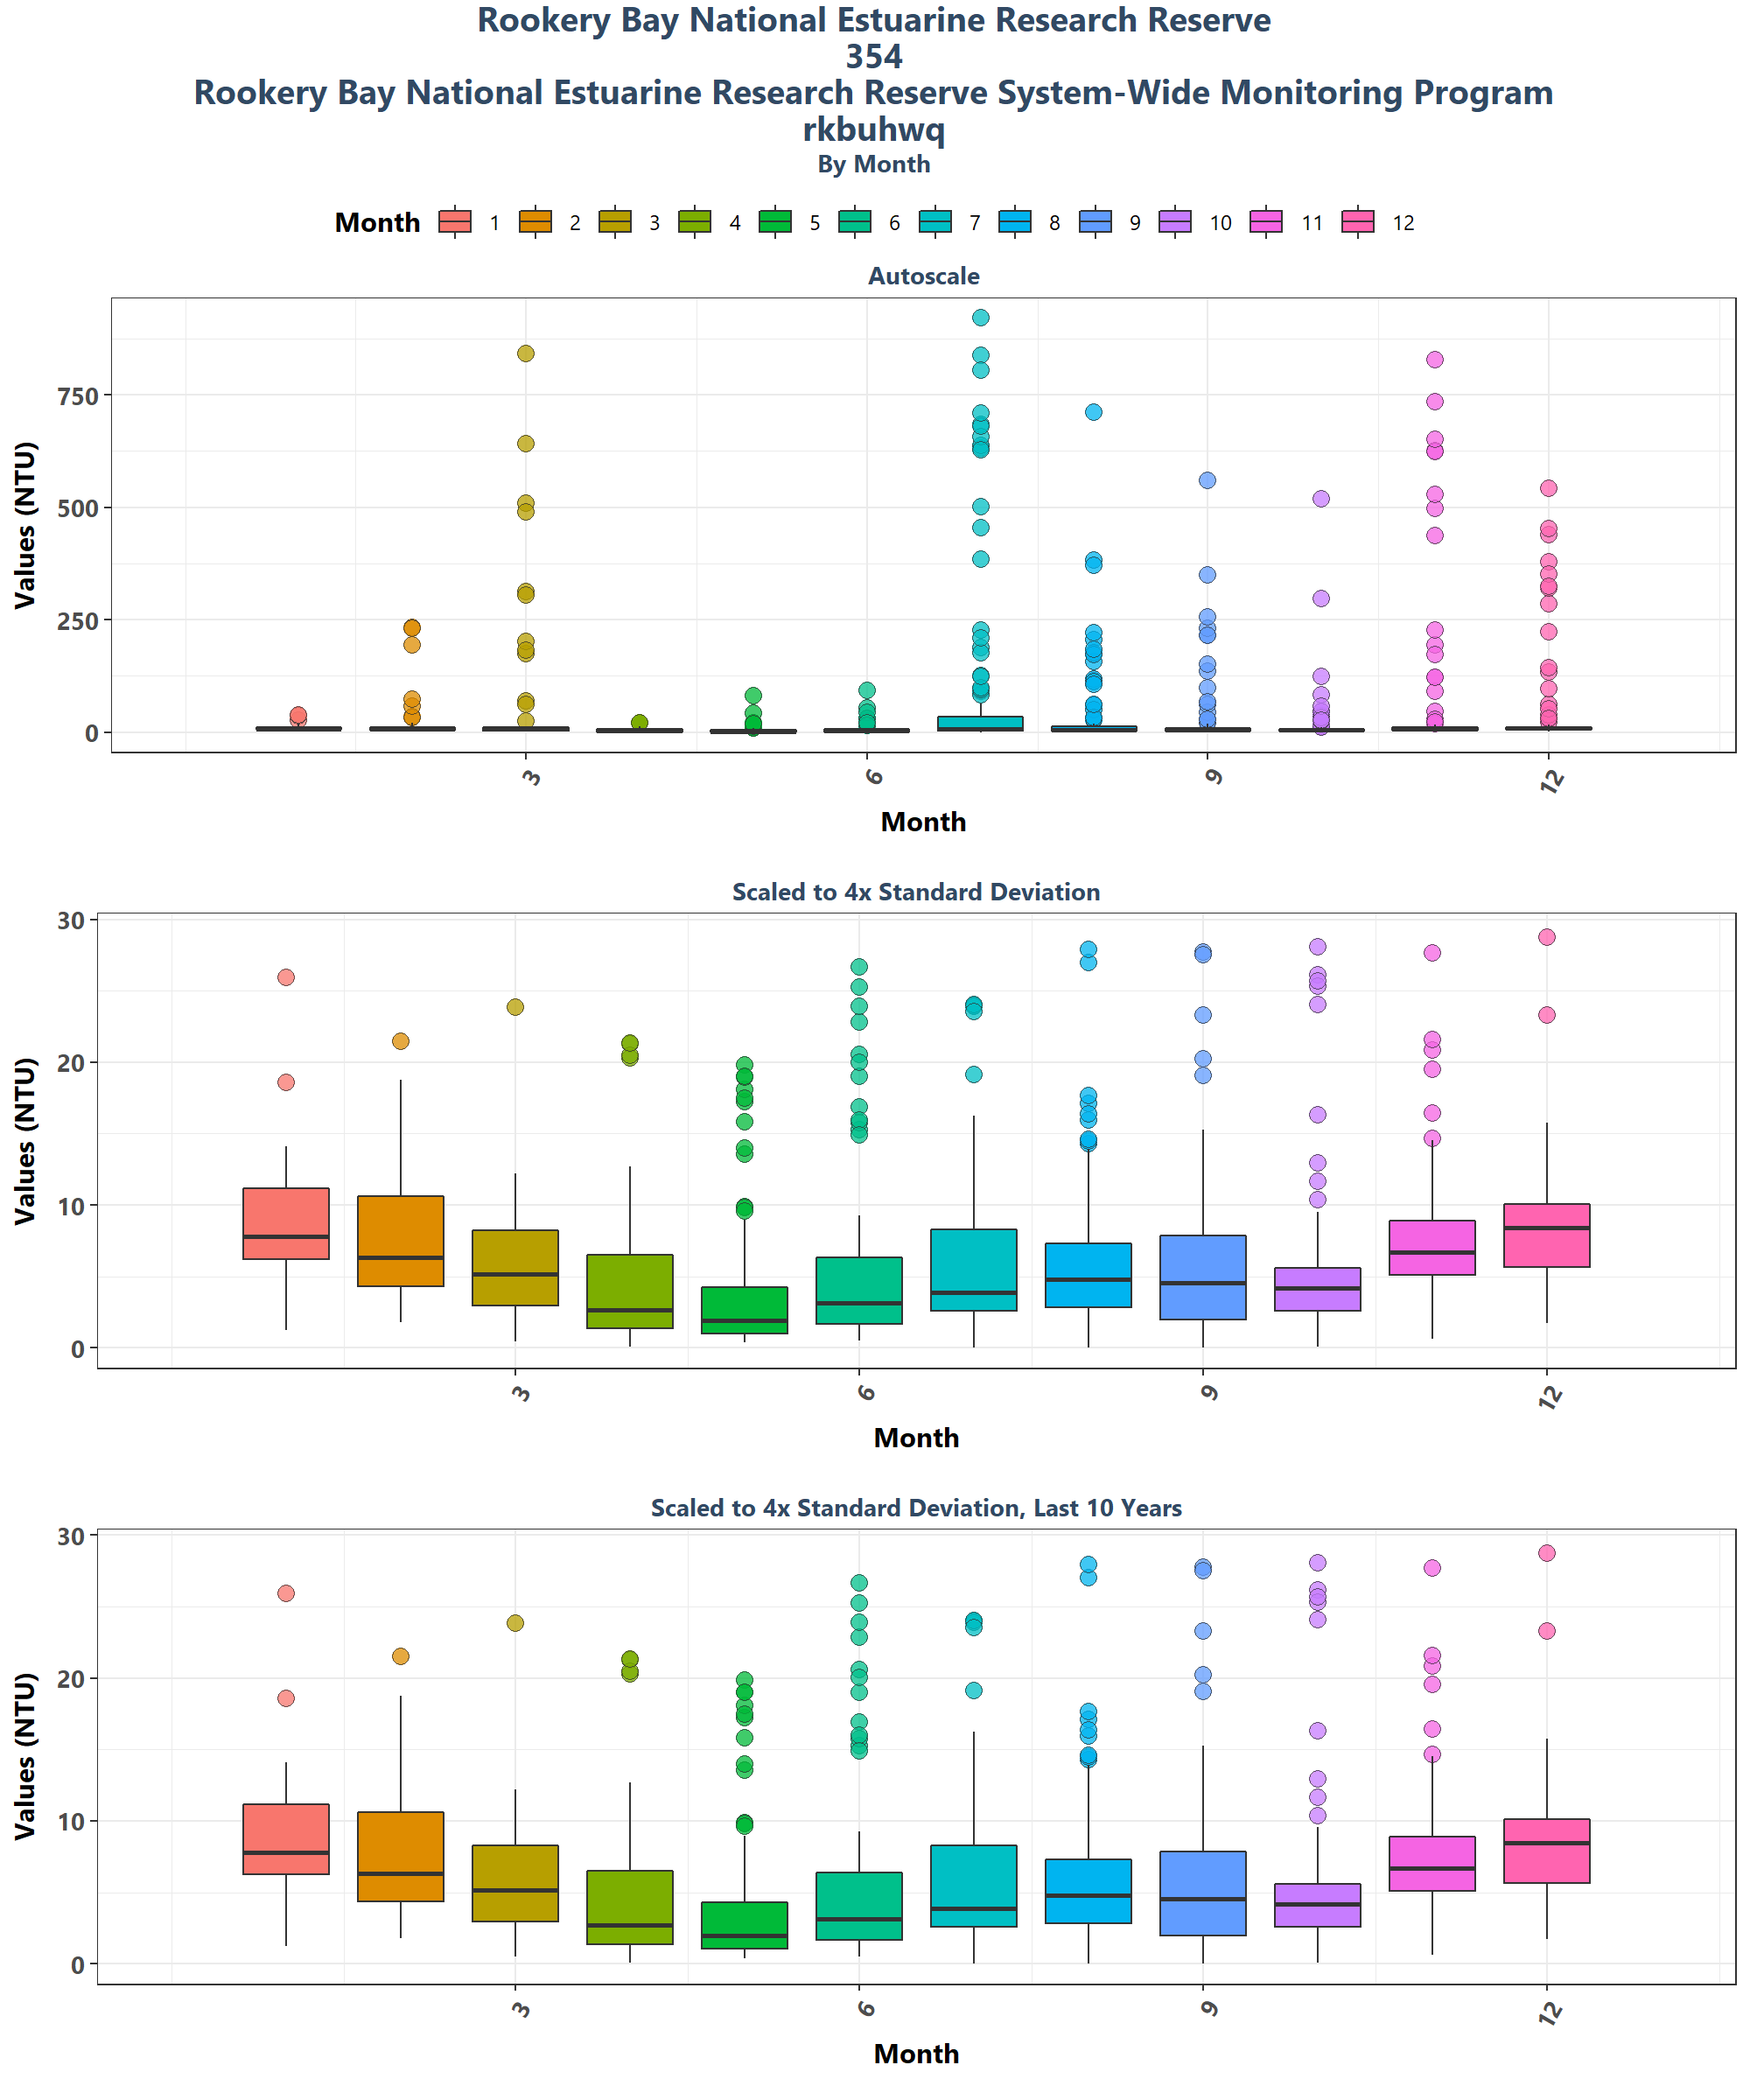 Rookery Bay National Estuarine Research Reserve
354
Rookery Bay National Estuarine Research Reserve System-Wide Monitoring Program
rkbuhwq
By Month
Month 1 2 3 4 5 6 7 8 9 10 11 12
Autoscale
Values (NTU)
750
500
250
0
3 6 9 12
Month
Scaled to 4x Standard Deviation
Values (NTU)
30
20
10
0
3 6 9 12
Month
Scaled to 4x Standard Deviation, Last 10 Years
Values (NTU)
30
20
10
0
3 6 9 12
Month